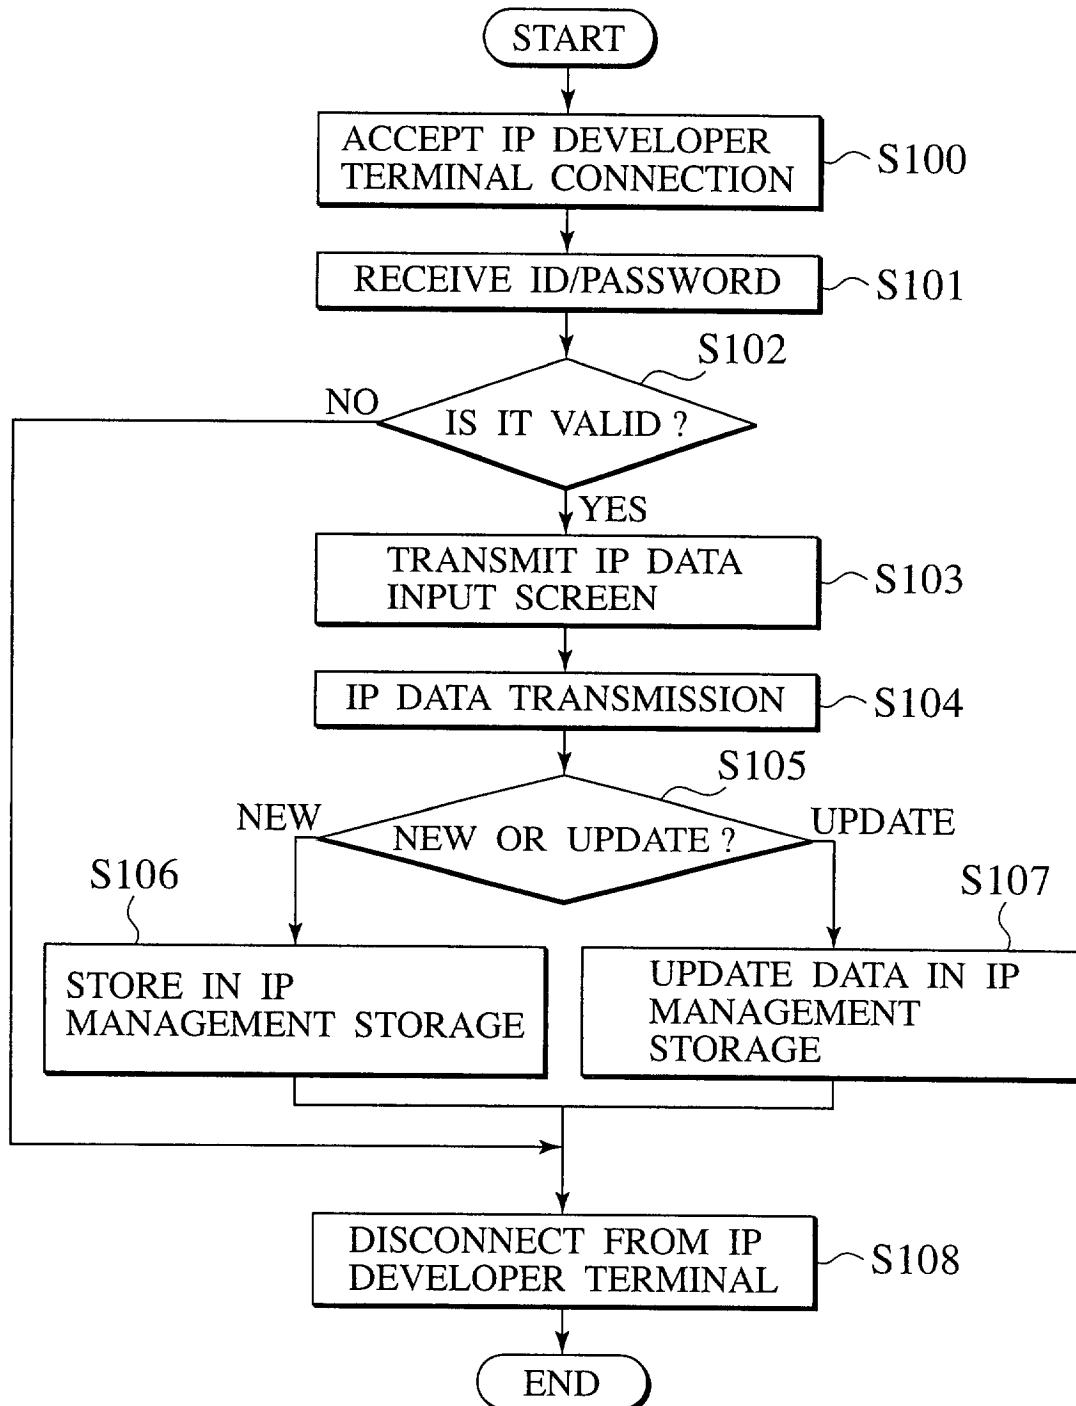 START
ACCEPT IP DEVELOPER
TERMINAL CONNECTION
S100
RECEIVE ID/PASSWORD
S101
S102
NO
IS IT VALID ?
YES
TRANSMIT IP DATA
INPUT SCREEN
S103
IP DATA TRANSMISSION
S104
S105
NEW
NEW OR UPDATE ?
UPDATE
S106
S107
STORE IN IP
MANAGEMENT STORAGE
UPDATE DATA IN IP
MANAGEMENT
STORAGE
DISCONNECT FROM IP
DEVELOPER TERMINAL
S108
END